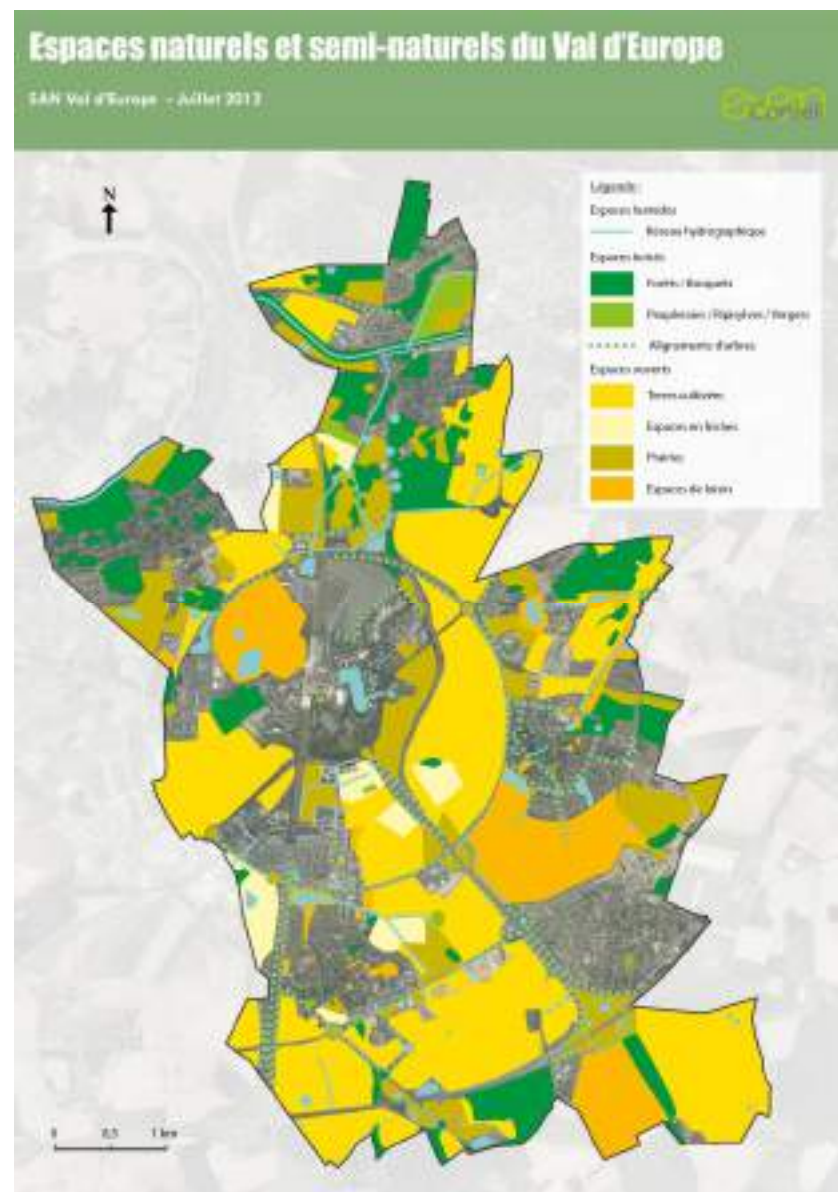 Espaces naturels et semi-naturels du Val d'Europe
SAN Val d'Europe - Juillet 2013
Conseil
N
Légende :
Espaces humides
Réseau hydrographique
Espaces boisés
Forêts / Bosquets
Peupleraies / Ripisylves / Vergers
Alignements d'arbres
Espaces ouverts
Terres cultivées
Espaces en friches
Prairies
Espaces de loisirs
0 0,5 1 km